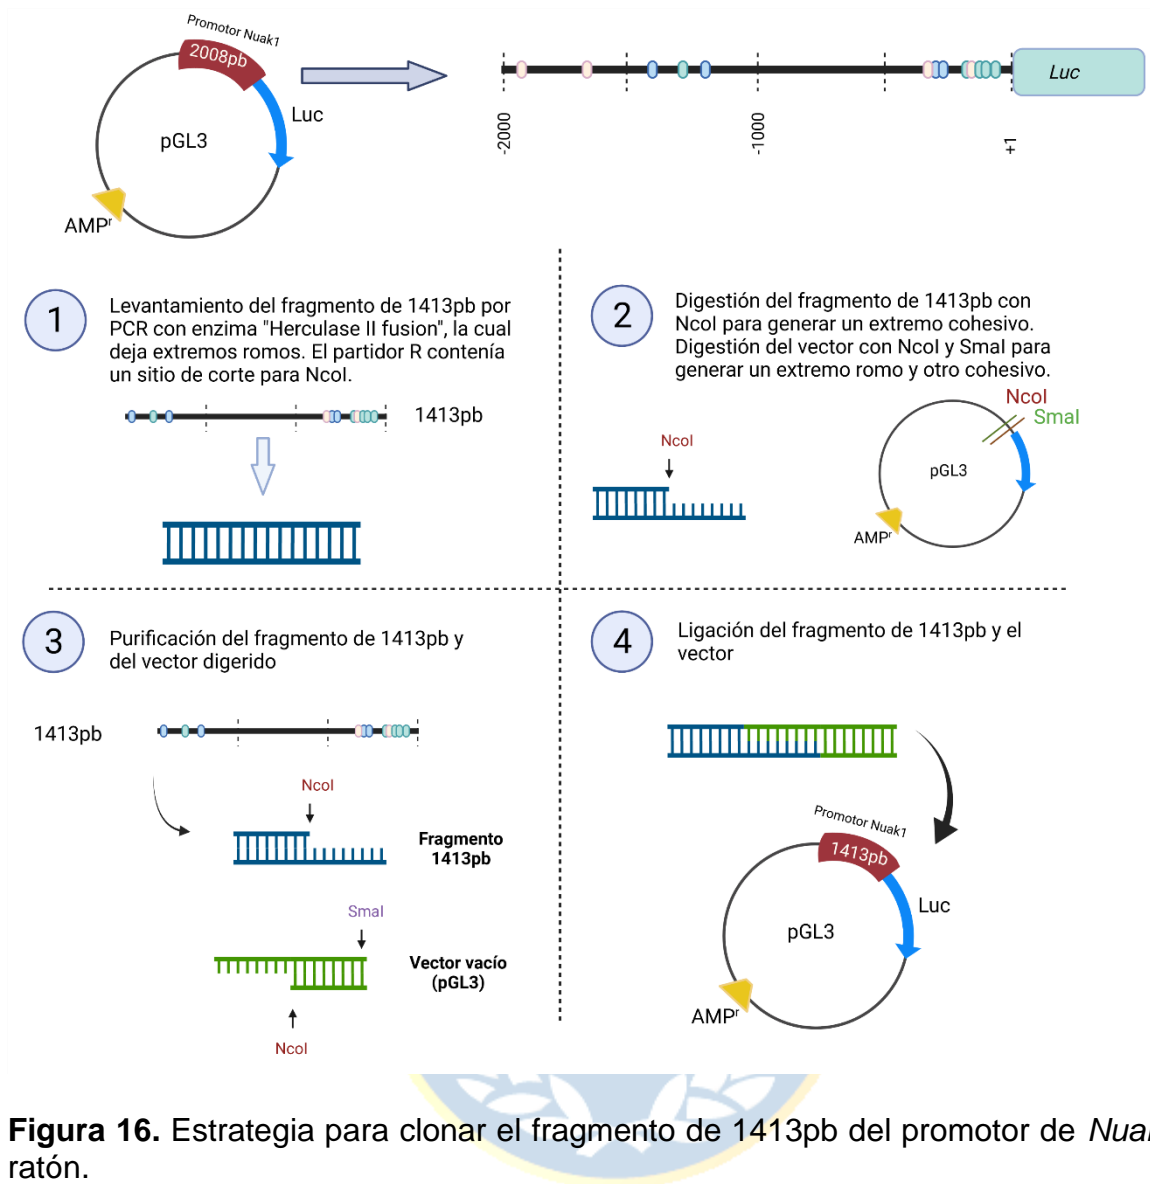 Promotor Nuak1
2008pb
Luc
pGL3
AMPr
Luc
-2000
-1000
+1
1
Levantamiento del fragmento de 1413pb por
PCR con enzima "Herculase II fusion", la cual
deja extremos romos. El partidor R contenía
un sitio de corte para NcoI.
1413pb
2
Digestión del fragmento de 1413pb con
NcoI para generar un extremo cohesivo.
Digestión del vector con NcoI y SmaI para
generar un extremo romo y otro cohesivo.
NcoI
SmaI
NcoI
pGL3
AMPr
3
Purificación del fragmento de 1413pb y
del vector digerido
1413pb
NcoI
Fragmento
1413pb
SmaI
Vector vacío
(pGL3)
NcoI
4
Ligación del fragmento de 1413pb y el
vector
Promotor Nuak1
1413pb
Luc
pGL3
AMPr
Figura 16. Estrategia para clonar el fragmento de 1413pb del promotor de
ratón.